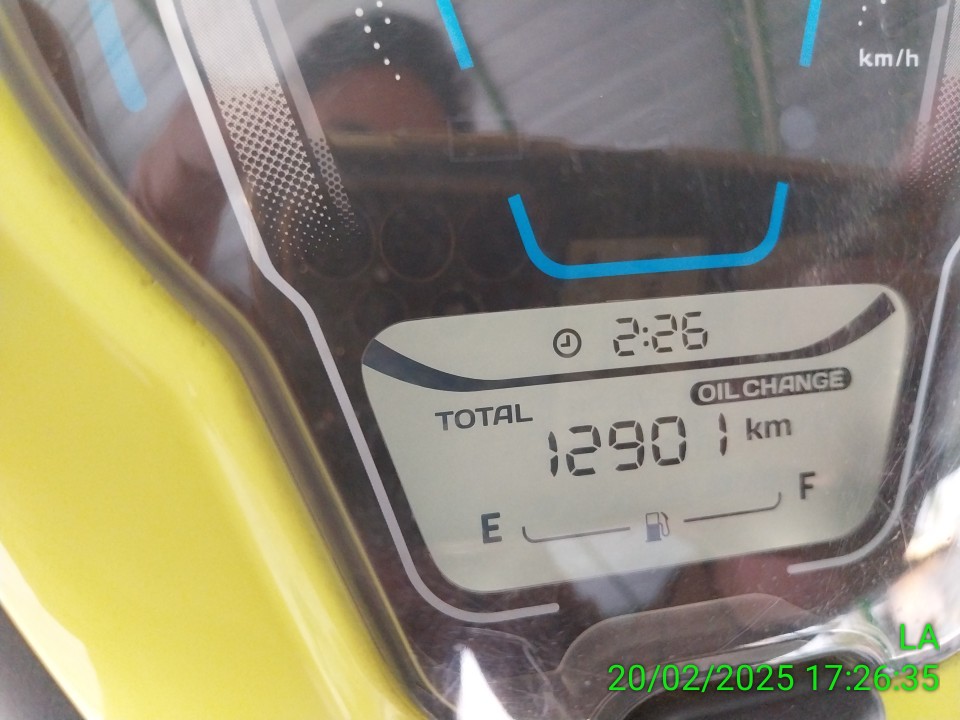 km/h
2:26
OIL CHANGE
TOTAL
12901 km
E F
LA
20/02/2025 17:26:35